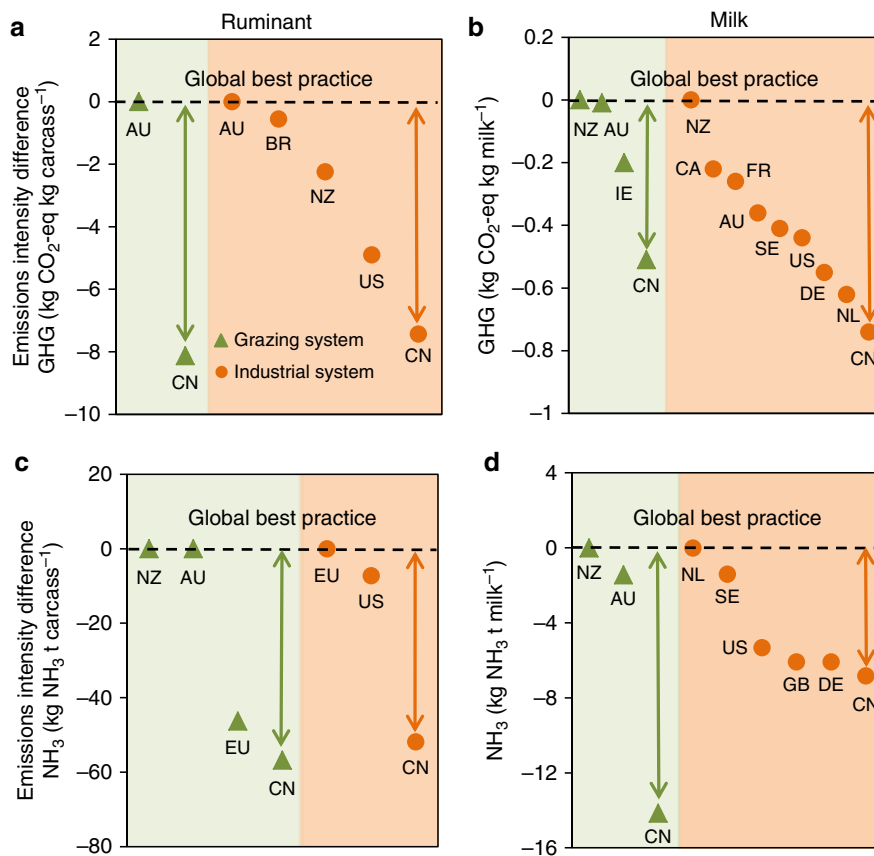 a
Ruminant
Emissions intensity difference
GHG (kg CO₂-eq kg carcass⁻¹)
2
0
−2
−4
−6
−8
−10
Global best practice
AU
AU
BR
NZ
US
CN
CN
Grazing system
Industrial system
b
Milk
GHG (kg CO₂-eq kg milk⁻¹)
0.2
0
−0.2
−0.4
−0.6
−0.8
−1
Global best practice
NZ
AU
NZ
IE
CA
FR
AU
SE
US
CN
DE
NL
CN
c
Emissions intensity difference
NH₃ (kg NH₃ t carcass⁻¹)
20
0
−20
−40
−60
−80
Global best practice
NZ
AU
EU
US
EU
CN
CN
d
NH₃ (kg NH₃ t milk⁻¹)
4
0
−4
−8
−12
−16
Global best practice
NZ
AU
NL
SE
US
GB
DE
CN
CN